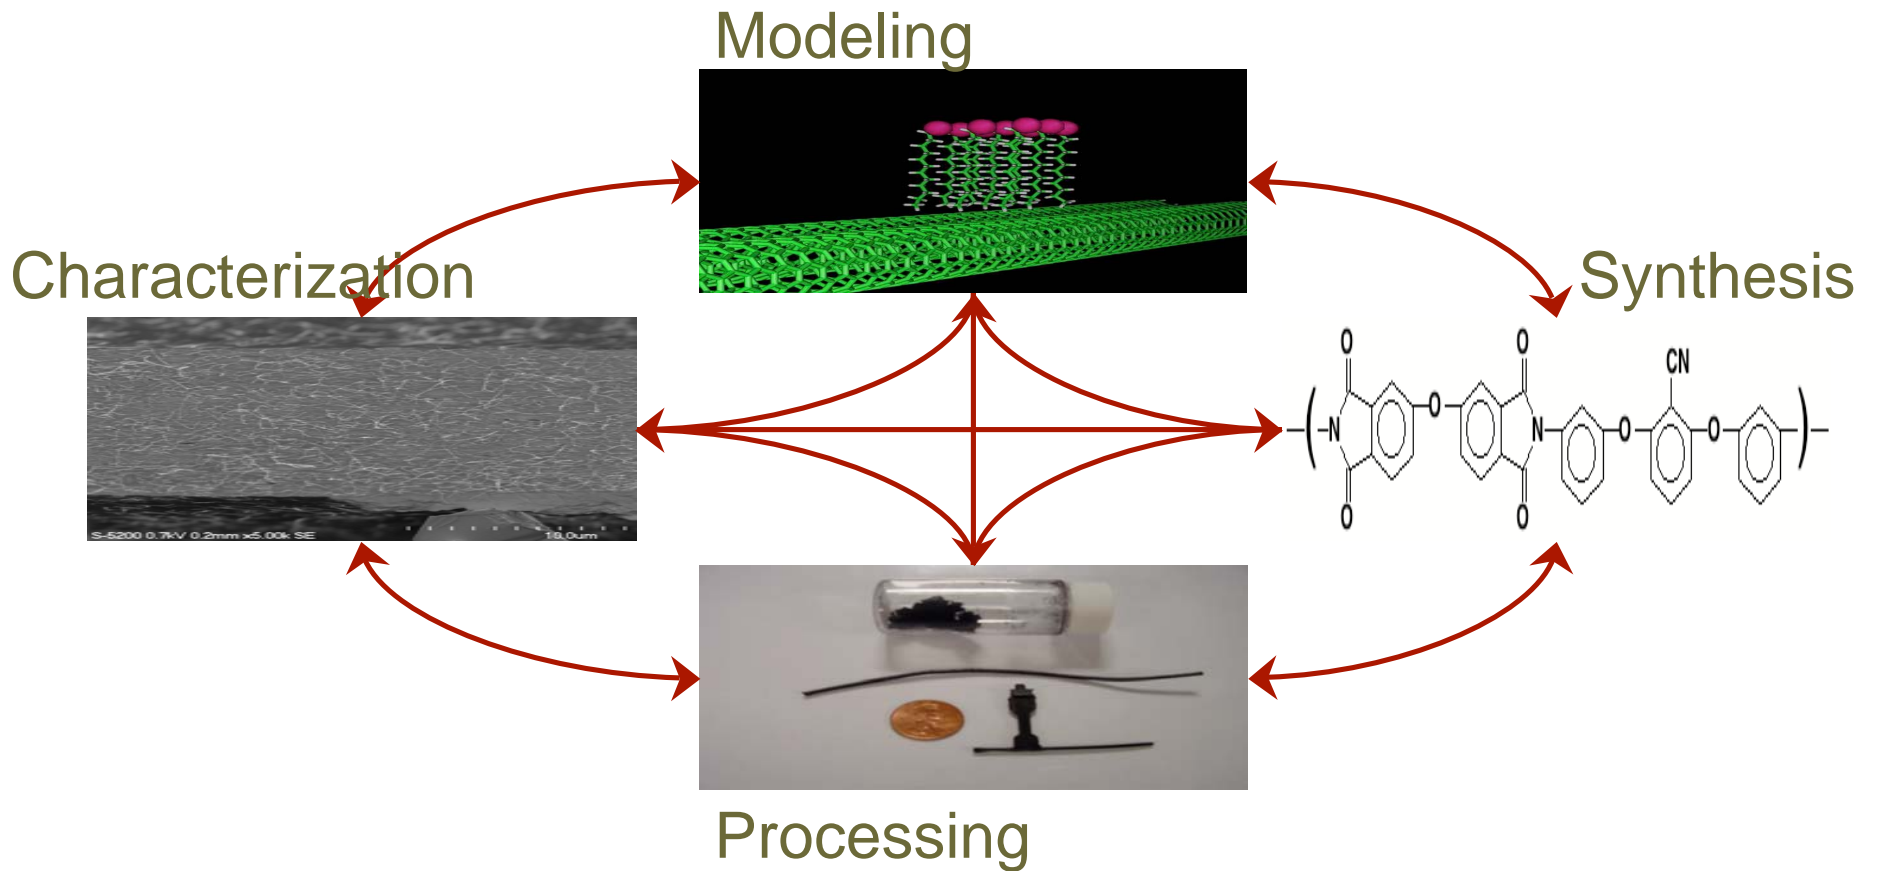 Modeling
Characterization
Synthesis
O
O
CN
O
N
N
O
O
O
O
S-5200 0.7kV 0.2mm x5.00k SE
10.0um
Processing